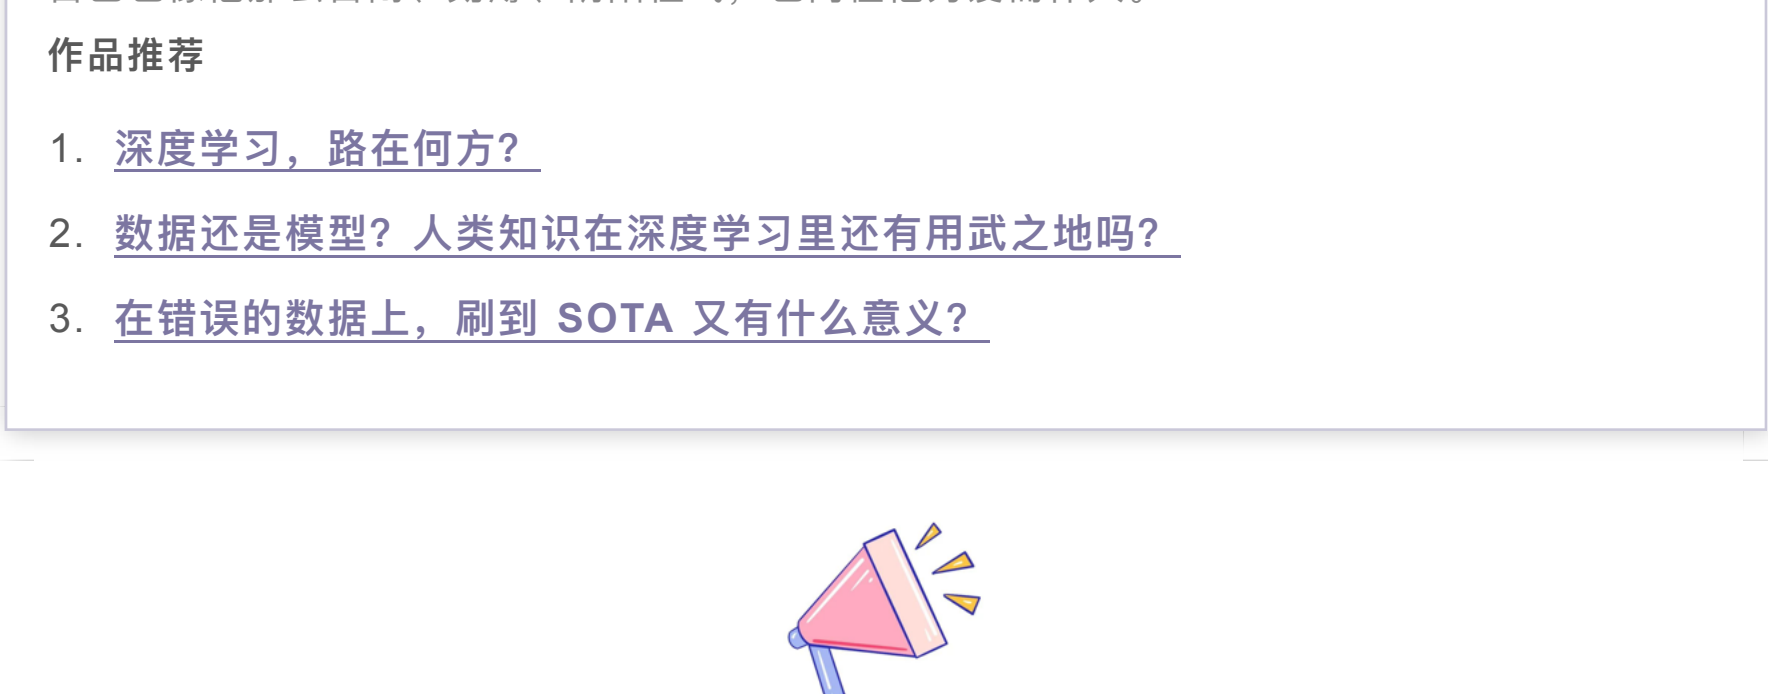 作品推荐
1. 深度学习，路在何方？
2. 数据还是模型？人类知识在深度学习里还有用武之地吗？
3. 在错误的数据上，刷到 SOTA 又有什么意义？